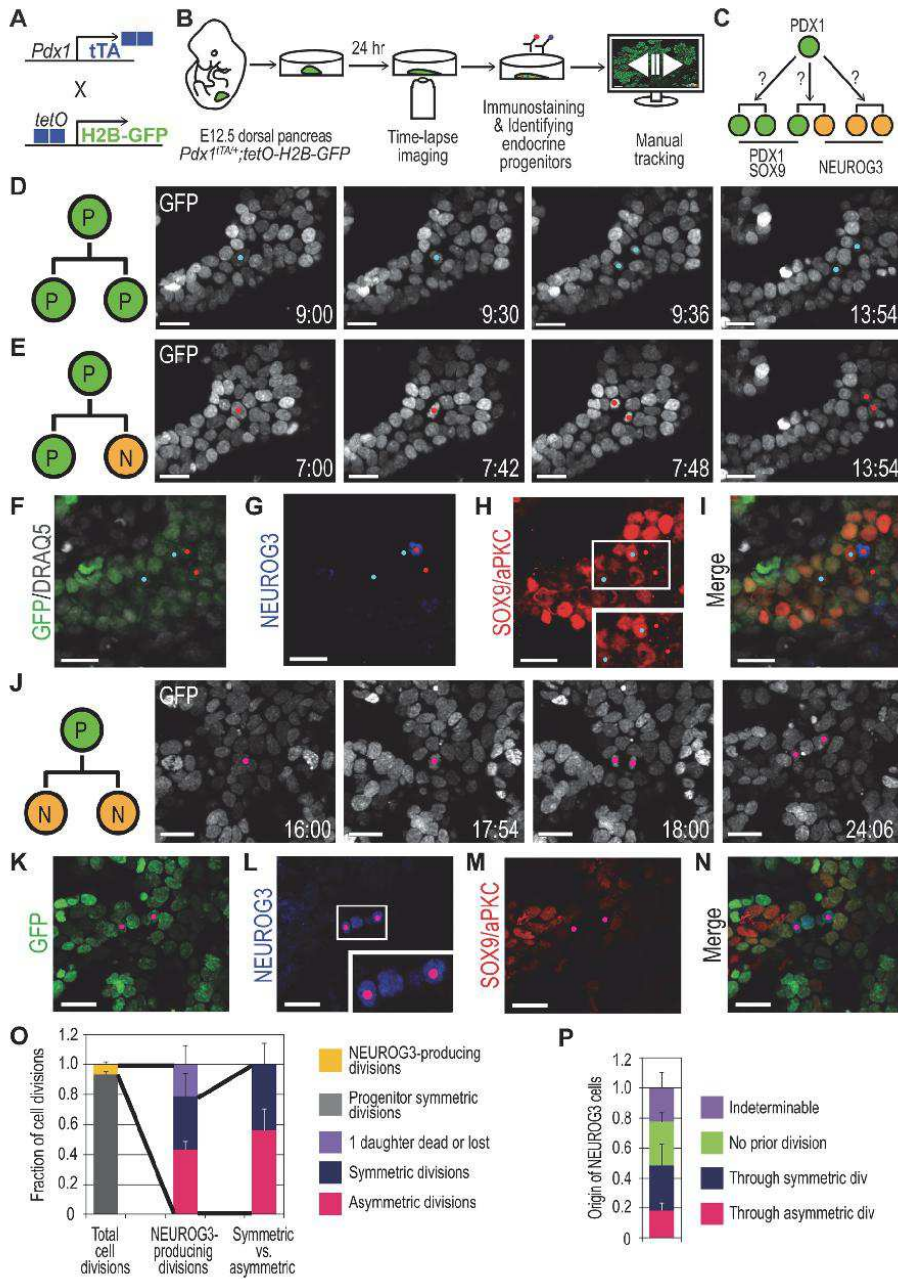 A
Pdx1
tTA
X
tetO
H2B-GFP
B
24 hr
E12.5 dorsal pancreas
Pdx1tTA/+;tetO-H2B-GFP
Time-lapse
imaging
Immunostaining
& Identifying
endocrine
progenitors
Manual
tracking
C
PDX1
? ? ?
PDX1
SOX9
NEUROG3
D
P
P P
GFP
9:00
9:30
9:36
13:54
E
P
P N
GFP
7:00
7:42
7:48
13:54
F
GFP/DRAQ5
G
NEUROG3
H
SOX9/aPKC
I
Merge
J
P
N N
GFP
16:00
17:54
18:00
24:06
K
GFP
L
NEUROG3
M
SOX9/aPKC
N
Merge
O
Fraction of cell divisions
1.2
1.0
0.8
0.6
0.4
0.2
0
Total
cell
divisions
NEUROG3-
producinig
divisions
Symmetric
vs.
asymmetric
NEUROG3-producing
divisions
Progenitor symmetric
divisions
1 daughter dead or lost
Symmetric divisions
Asymmetric divisions
P
Origin of NEUROG3 cells
1.2
1.0
0.8
0.6
0.4
0.2
0
Indeterminable
No prior division
Through symmetric div
Through asymmetric div